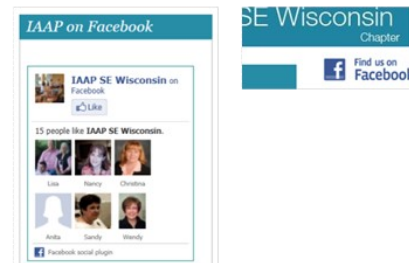 IAAP on Facebook
IAAP SE Wisconsin on
Facebook
Like
15 people like IAAP SE Wisconsin.
Lisa Nancy Christina
Anita Sandy Wendy
Facebook social plugin
SE Wisconsin
Chapter
Find us on
Facebook